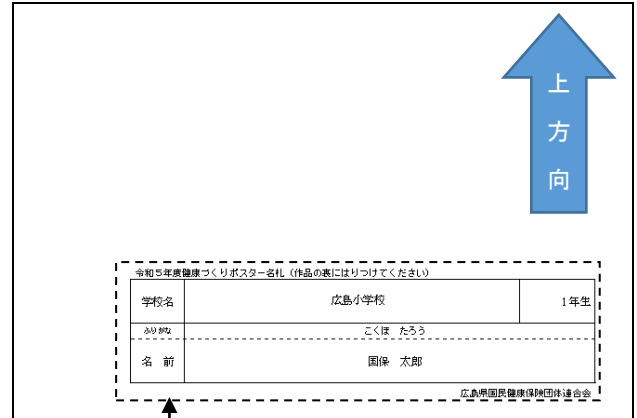 上方向
令和５年度健康づくりポスター名札（作品の裏にはりつけてください）
学校名 広島小学校 １年生
ふりがな こくほ たろう
名 前 国保 太郎
広島県国民健康保険団体連合会